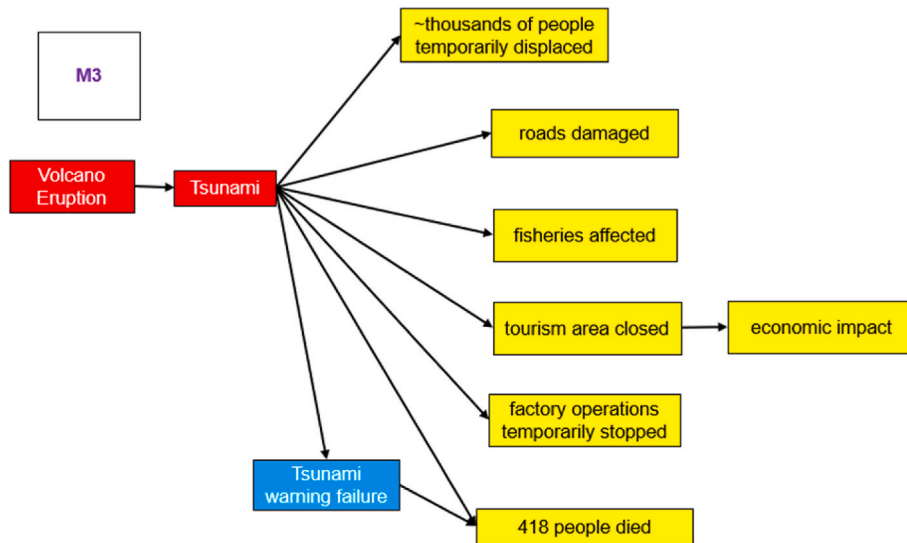 ~thousands of people
temporarily displaced
M3
roads damaged
Volcano
Eruption
Tsunami
fisheries affected
tourism area closed
economic impact
factory operations
temporarily stopped
Tsunami
warning failure
418 people died